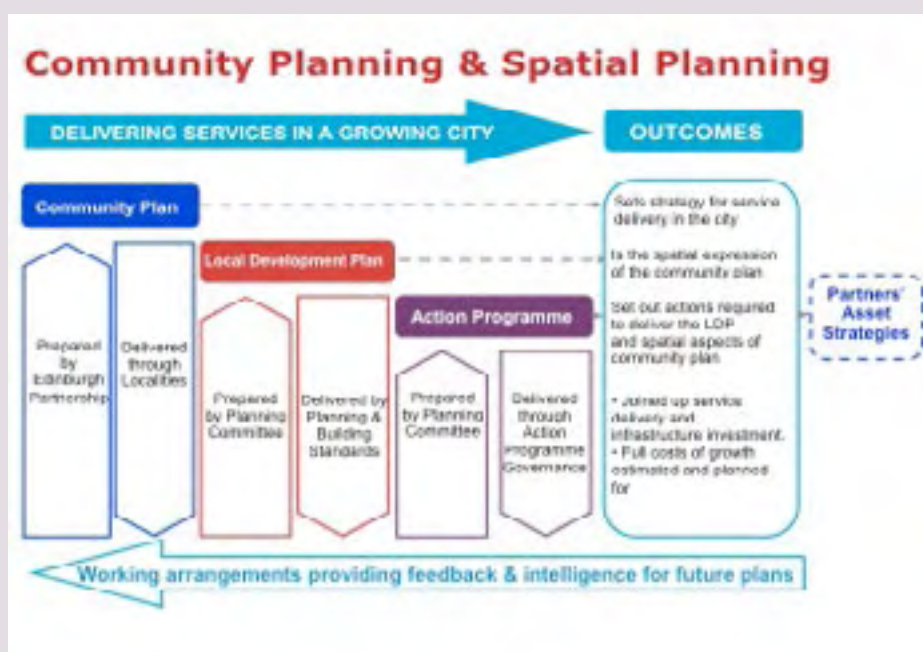 Community Planning & Spatial Planning
DELIVERING SERVICES IN A GROWING CITY
OUTCOMES
Community Plan
Local Development Plan
Action Programme
Prepared
by
Edinburgh
Partnership
Delivered
through
Localities
Prepared
by Planning
Committee
Delivered by
Planning &
Building
Standards
Prepared
by Planning
Committee
Delivered
through
Action
Programme
Governance
Sets strategy for service
delivery in the city
Is the spatial expression
of the community plan
Set out actions required
to deliver the LDP
and spatial aspects of
community plan
• Joined up service
delivery and
infrastructure investment.
• Full costs of growth
estimated and planned
for
Partners'
Asset
Strategies
Working arrangements providing feedback & intelligence for future plans